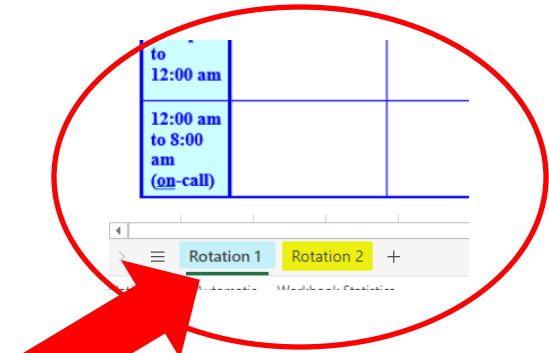 to
12:00 am
12:00 am
to 8:00
am
(on-call)
Rotation 1 Rotation 2
Workbook Statistics